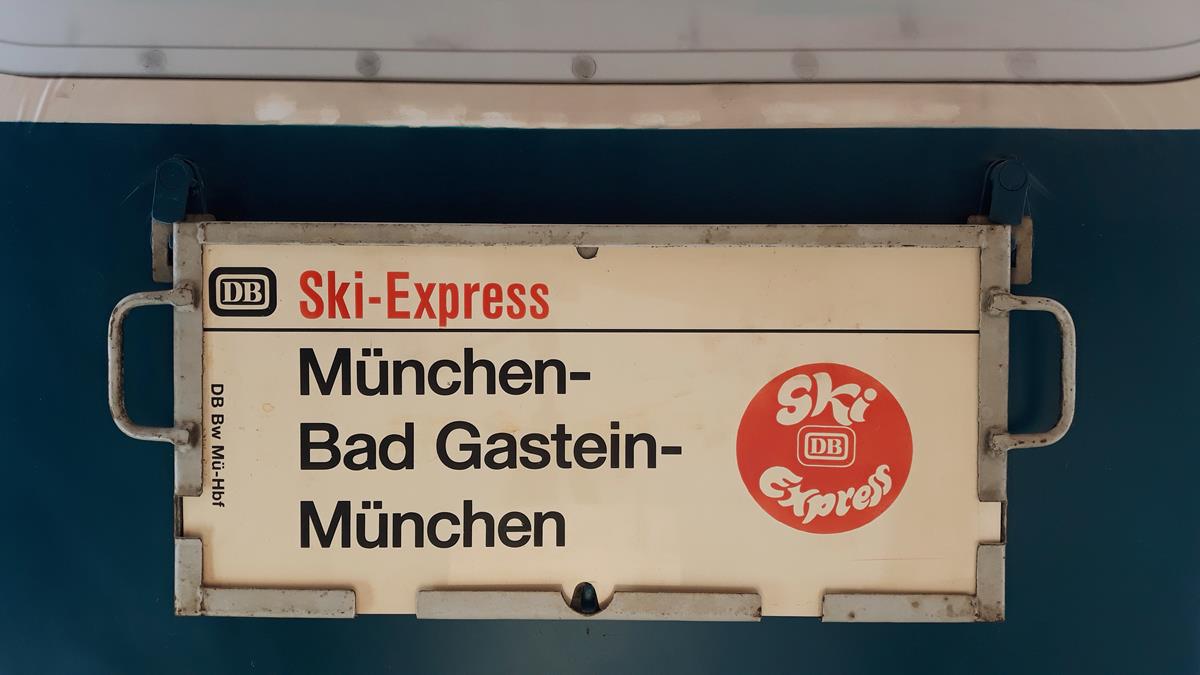 DB Ski-Express
München-
Bad Gastein-
München
DB Bw Mü-Hbf
Ski
DB
Express